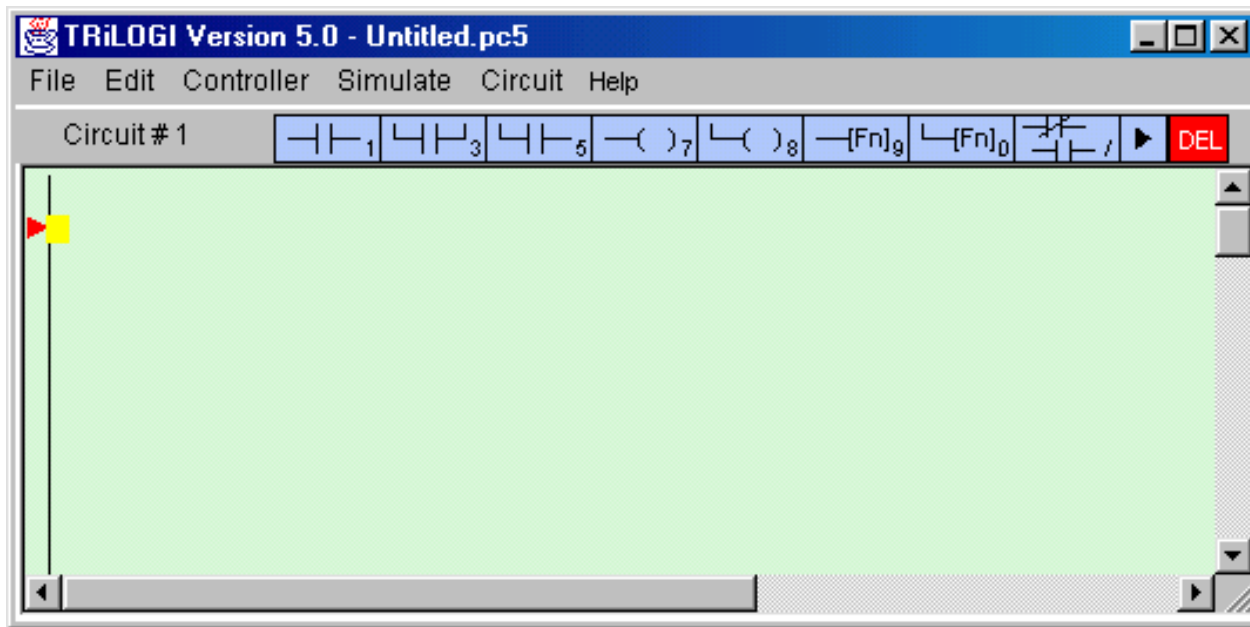 TRiLOGI Version 5.0 - Untitled.pc5
File Edit Controller Simulate Circuit Help
Circuit # 1 1 3 5 ( )7 ( )8 [Fn]9 [Fn]0 / DEL